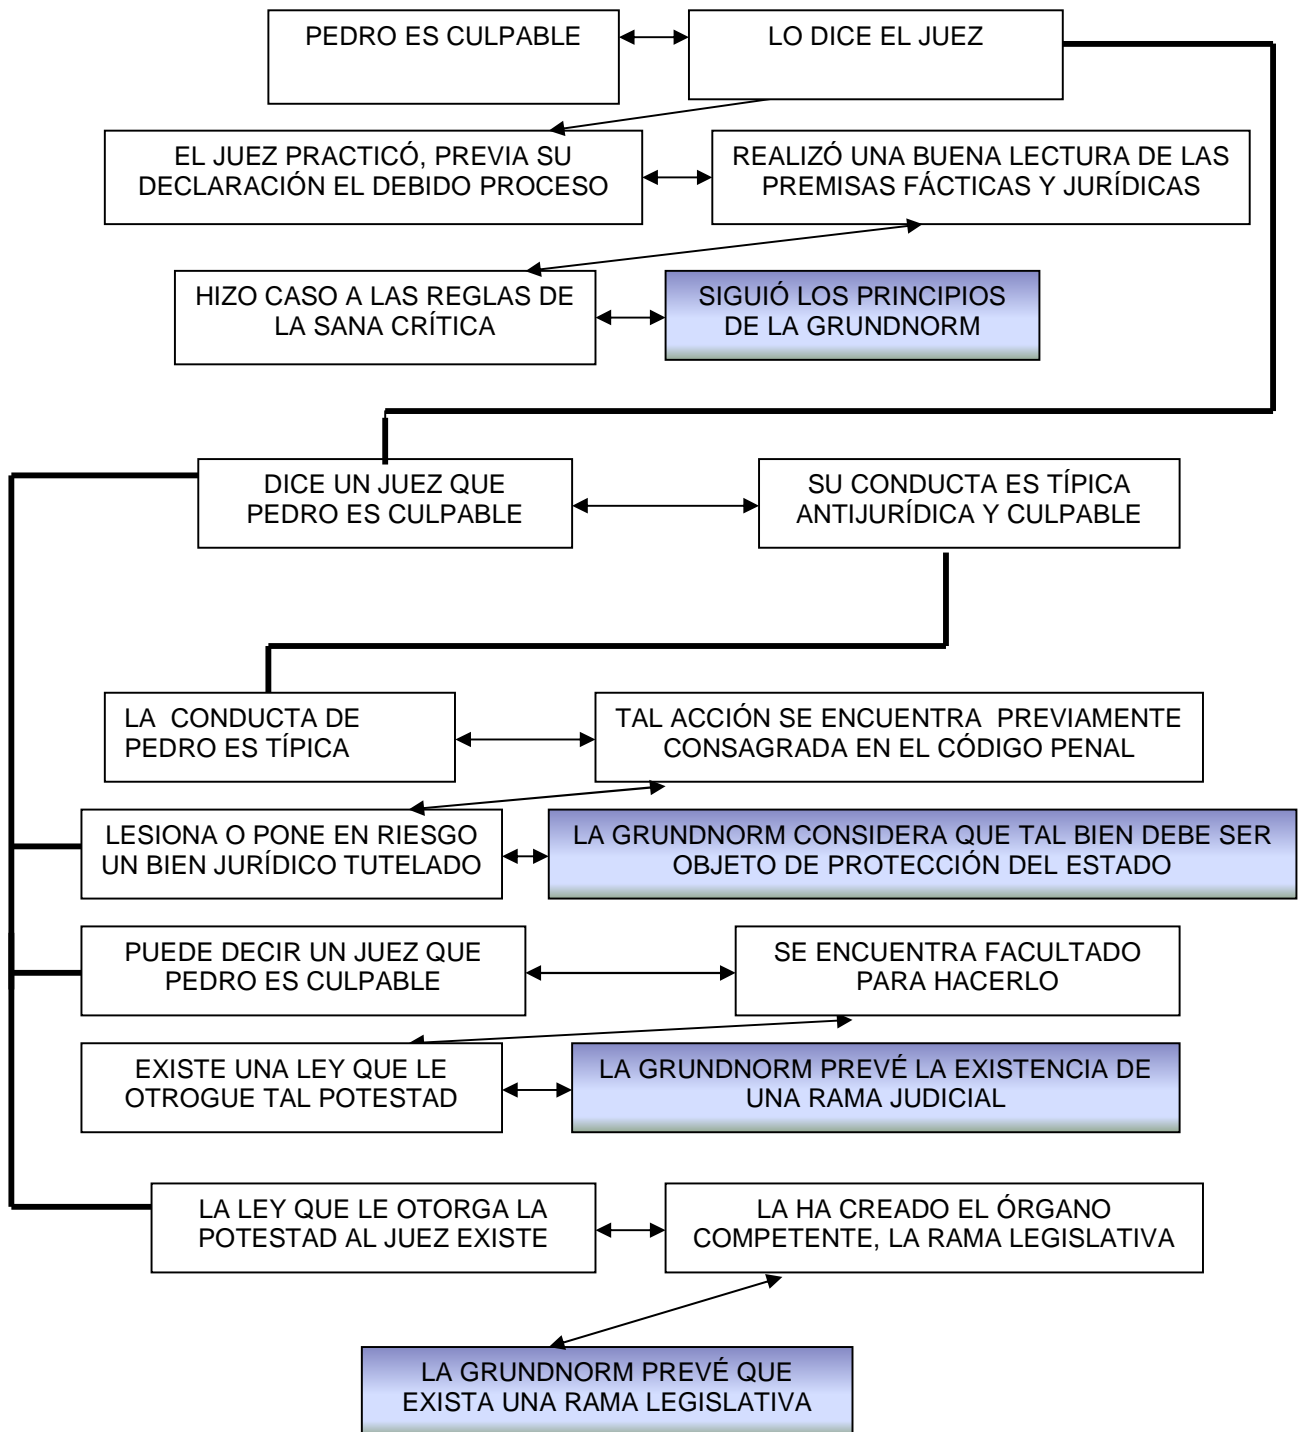 PEDRO ES CULPABLE
LO DICE EL JUEZ
EL JUEZ PRACTICÓ, PREVIA SU
DECLARACIÓN EL DEBIDO PROCESO
REALIZÓ UNA BUENA LECTURA DE LAS
PREMISAS FÁCTICAS Y JURÍDICAS
HIZO CASO A LAS REGLAS DE
LA SANA CRÍTICA
SIGUIÓ LOS PRINCIPIOS
DE LA GRUNDNORM
DICE UN JUEZ QUE
PEDRO ES CULPABLE
SU CONDUCTA ES TÍPICA
ANTIJURÍDICA Y CULPABLE
LA CONDUCTA DE
PEDRO ES TÍPICA
TAL ACCIÓN SE ENCUENTRA PREVIAMENTE
CONSAGRADA EN EL CÓDIGO PENAL
LESIONA O PONE EN RIESGO
UN BIEN JURÍDICO TUTELADO
LA GRUNDNORM CONSIDERA QUE TAL BIEN DEBE SER
OBJETO DE PROTECCIÓN DEL ESTADO
PUEDE DECIR UN JUEZ QUE
PEDRO ES CULPABLE
SE ENCUENTRA FACULTADO
PARA HACERLO
EXISTE UNA LEY QUE LE
OTROGUE TAL POTESTAD
LA GRUNDNORM PREVÉ LA EXISTENCIA DE
UNA RAMA JUDICIAL
LA LEY QUE LE OTORGA LA
POTESTAD AL JUEZ EXISTE
LA HA CREADO EL ÓRGANO
COMPETENTE, LA RAMA LEGISLATIVA
LA GRUNDNORM PREVÉ QUE
EXISTA UNA RAMA LEGISLATIVA